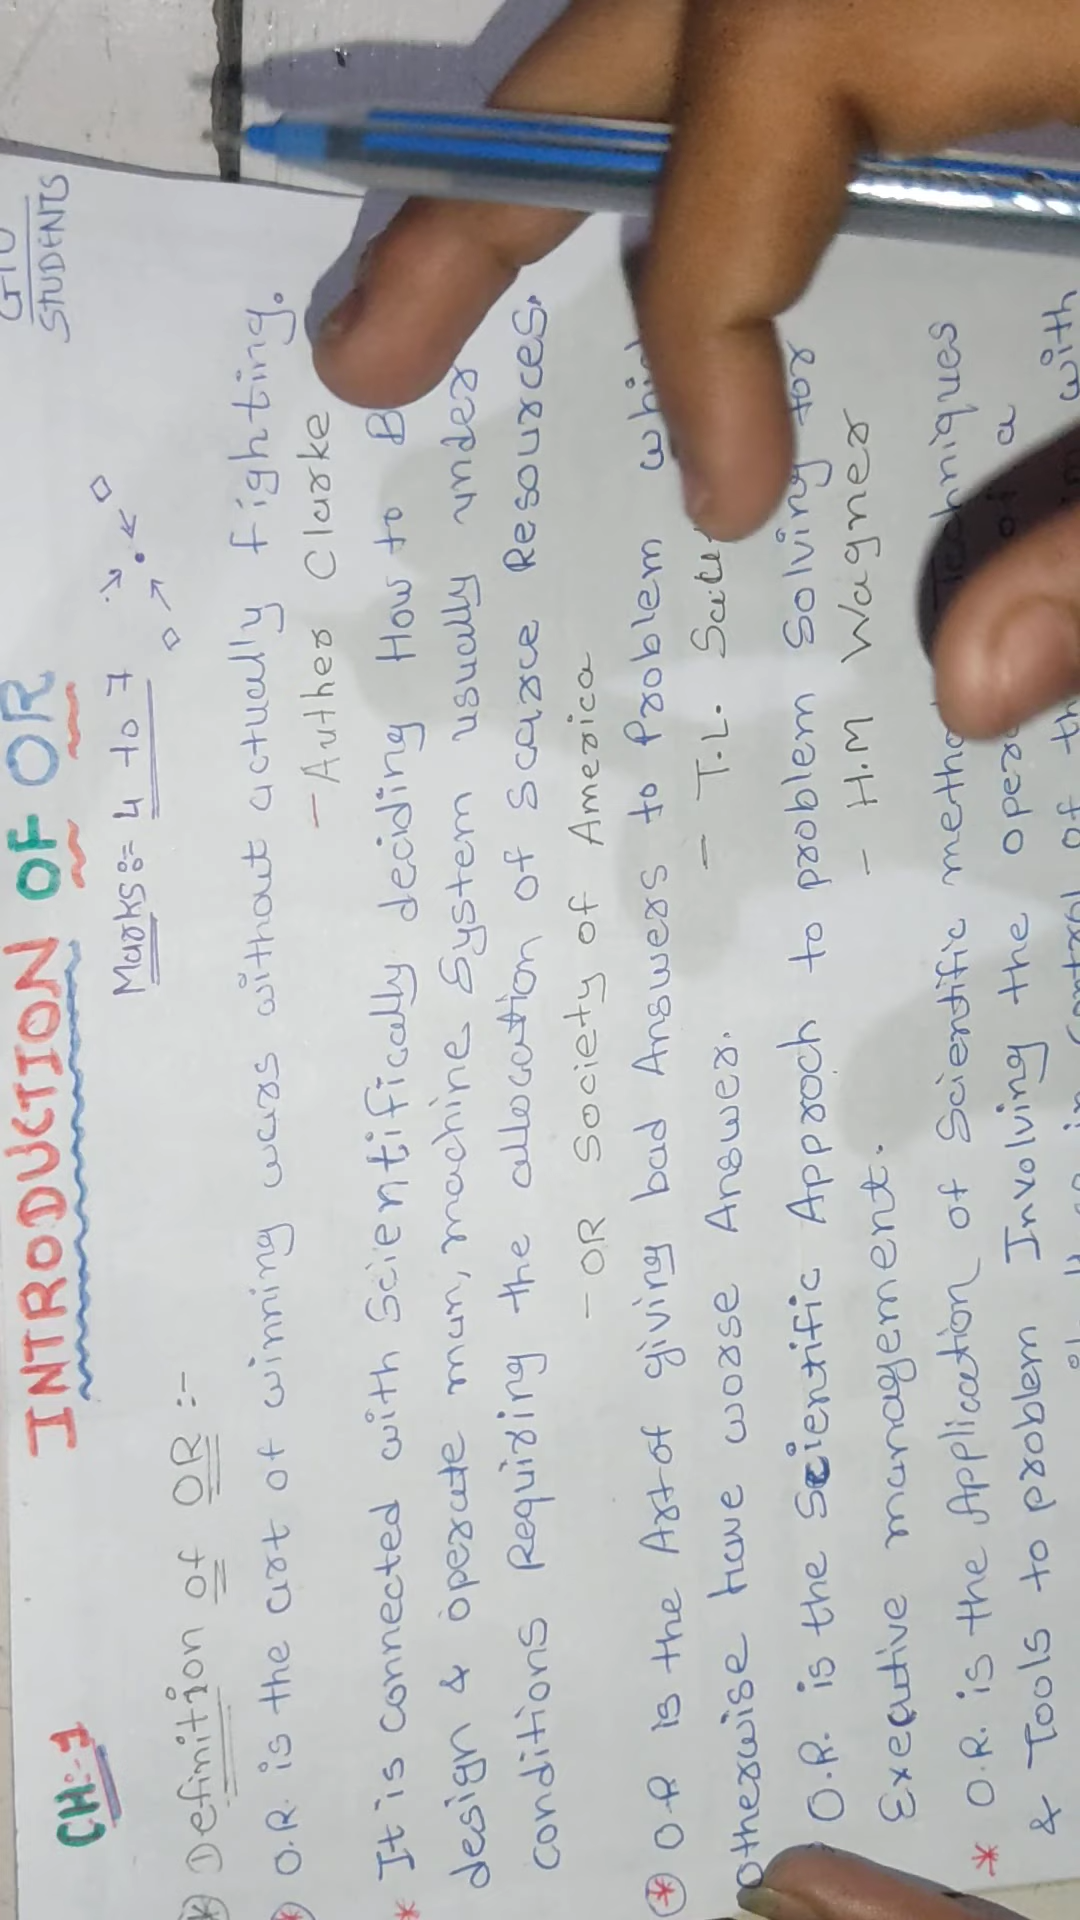 STUDENTS
CH:-1 INTRODUCTION OF OR
Marks:= 4 to 7
Definition of OR :-
O.R. is the art of winning wars without actually fighting.
- Auther Clarke
* It is connected with Scientifically deciding How to B
design & operate man, machine System usually under
conditions Requiring the allocation of Scarce Resources.
- OR Society of America
* OR is the Art of giving bad Answers to Problem
otherwise have worse Answer. - T.L.
O.R. is the Scientific Approch to problem Solving for
Executive management. - H.M Wagner
* O.R. is the Application of Scientific Techniques
& Tools to problem Involving the of a
with